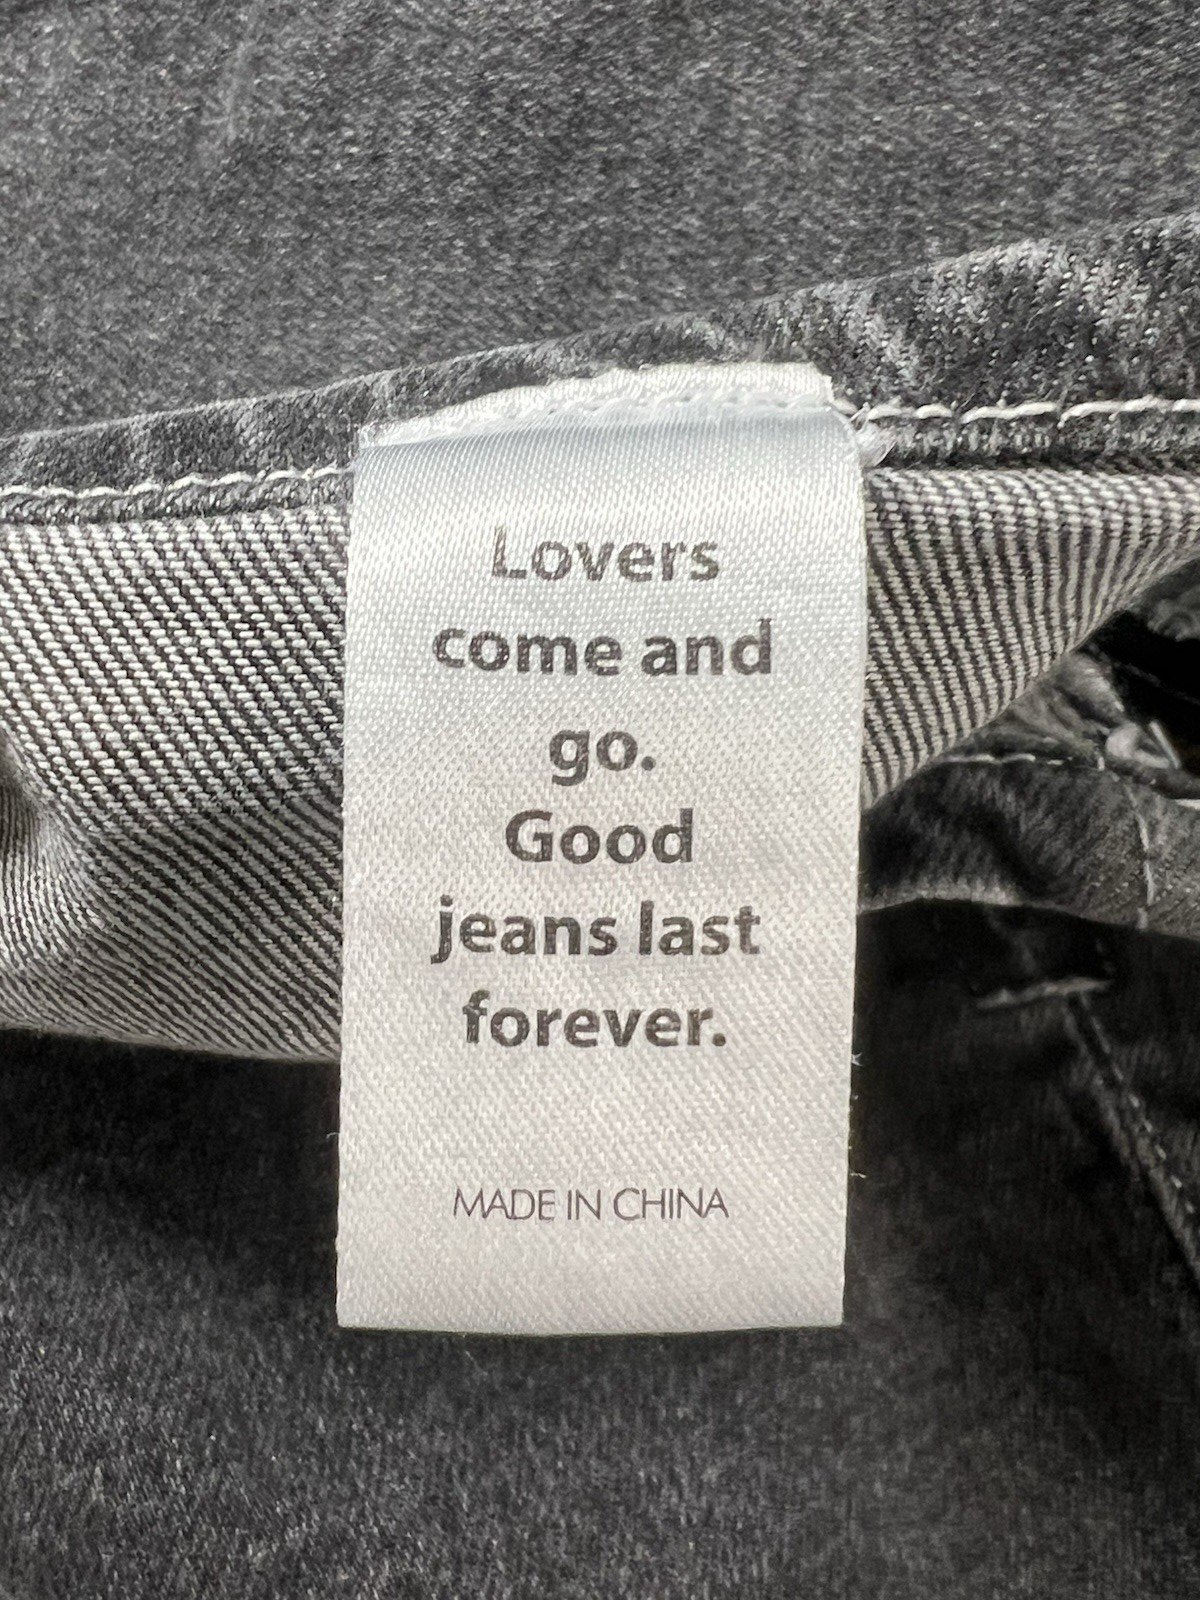 Lovers
come and
go.
Good
jeans last
forever.
MADE IN CHINA